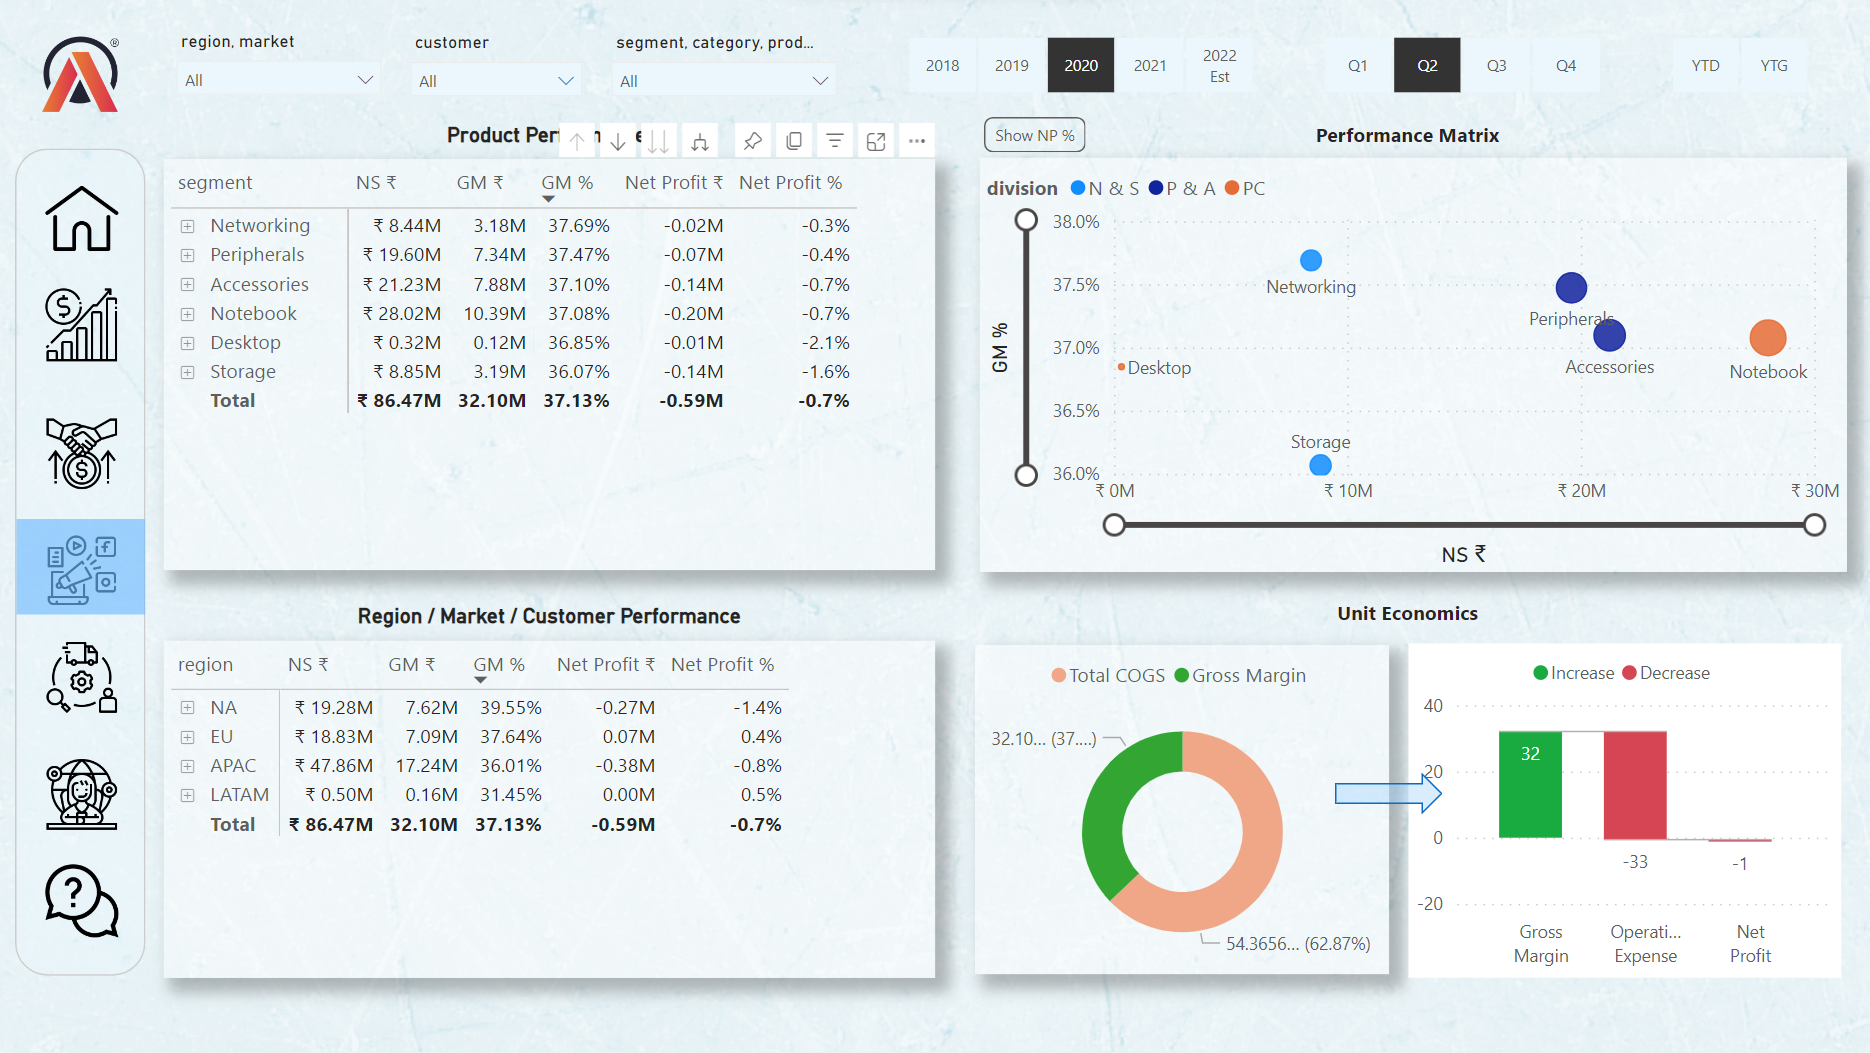 region, market
customer
segment, category, prod...
All
All
All
2018
2019
2020
2021
2022
Est
Q1
Q2
Q3
Q4
YTD
YTG
®
Product Per
e
segment NS ₹ GM ₹ GM % Net Profit ₹ Net Profit %
Networking ₹ 8.44M 3.18M 37.69% -0.02M -0.3%
Peripherals ₹ 19.60M 7.34M 37.47% -0.07M -0.4%
Accessories ₹ 21.23M 7.88M 37.10% -0.14M -0.7%
Notebook ₹ 28.02M 10.39M 37.08% -0.20M -0.7%
Desktop ₹ 0.32M 0.12M 36.85% -0.01M -2.1%
Storage ₹ 8.85M 3.19M 36.07% -0.14M -1.6%
Total ₹ 86.47M 32.10M 37.13% -0.59M -0.7%
Show NP %
Performance Matrix
division N & S P & A PC
38.0%
37.5%
37.0%
36.5%
36.0%
GM %
Networking
Peripherals
Accessories
Notebook
Desktop
Storage
₹ 0M
₹ 10M
₹ 20M
₹ 30M
NS ₹
Region / Market / Customer Performance
region NS ₹ GM ₹ GM % Net Profit ₹ Net Profit %
NA ₹ 19.28M 7.62M 39.55% -0.27M -1.4%
EU ₹ 18.83M 7.09M 37.64% 0.07M 0.4%
APAC ₹ 47.86M 17.24M 36.01% -0.38M -0.8%
LATAM ₹ 0.50M 0.16M 31.45% 0.00M 0.5%
Total ₹ 86.47M 32.10M 37.13% -0.59M -0.7%
Unit Economics
Total COGS Gross Margin
32.10... (37....)
54.3656... (62.87%)
Increase Decrease
40
20
0
-20
32
-33
-1
Gross
Margin
Operati...
Expense
Net
Profit